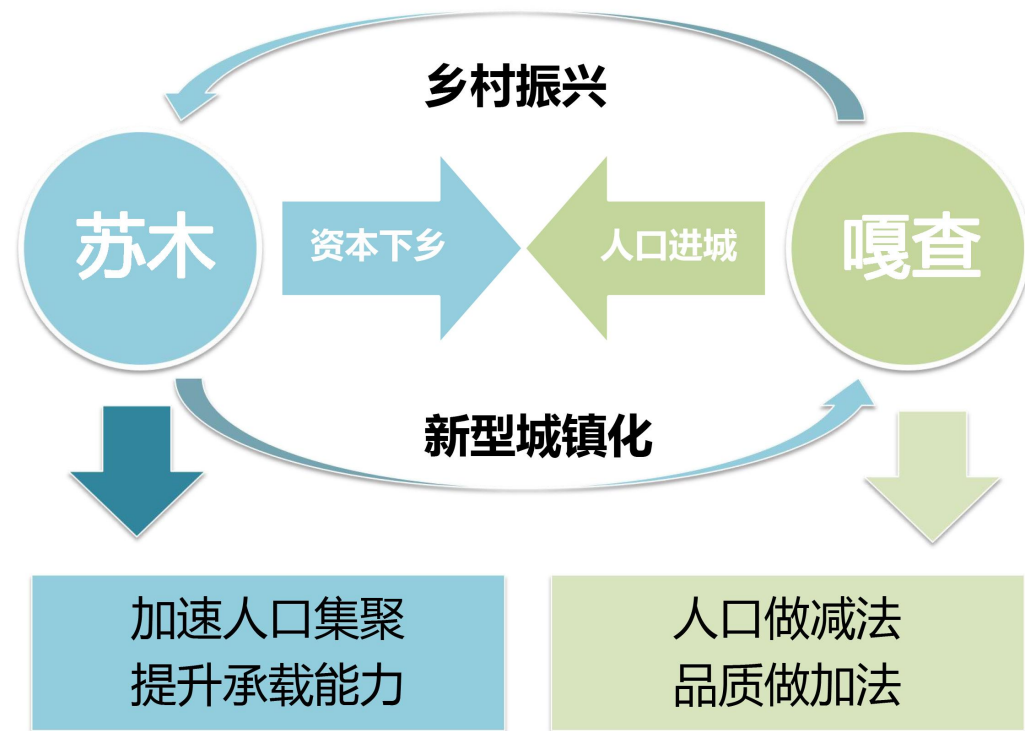 乡村振兴
苏木
资本下乡
人口进城
嘎查
新型城镇化
加速人口集聚
提升承载能力
人口做减法
品质做加法